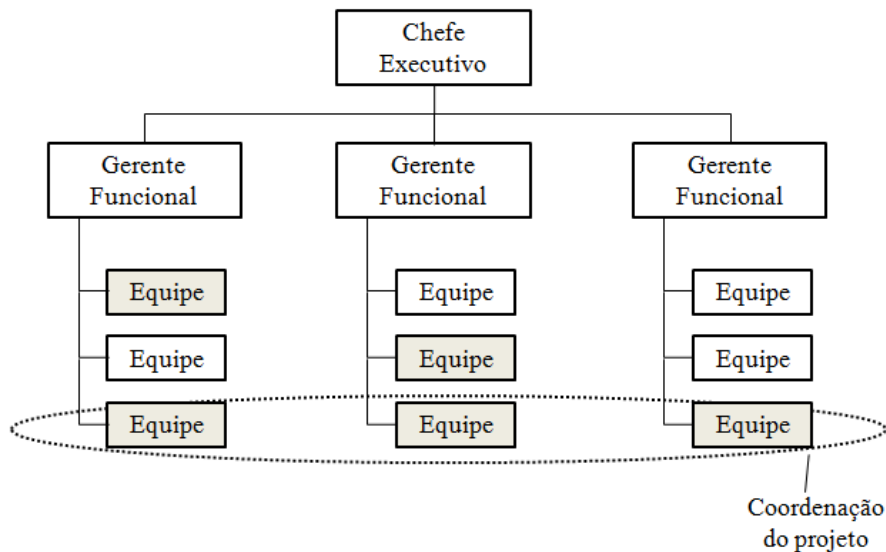 Chefe
Executivo
Gerente
Funcional
Gerente
Funcional
Gerente
Funcional
Equipe
Equipe
Equipe
Equipe
Equipe
Equipe
Equipe
Equipe
Equipe
Coordenação
do projeto